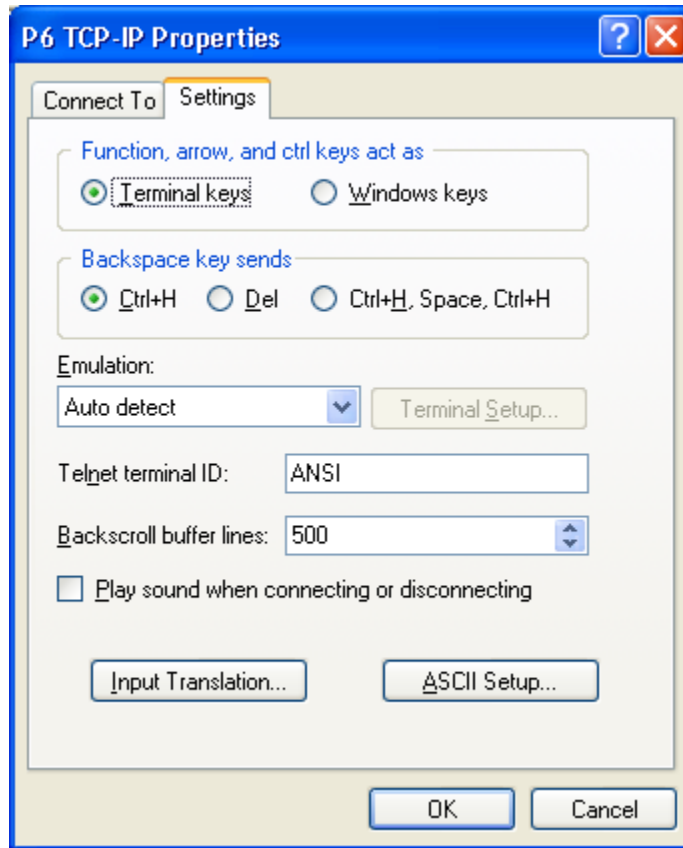 P6 TCP-IP Properties
Connect To Settings
Function, arrow, and ctrl keys act as
Terminal keys Windows keys
Backspace key sends
Ctrl+H Del Ctrl+H, Space, Ctrl+H
Emulation:
Auto detect Terminal Setup...
Telnet terminal ID: ANSI
Backscroll buffer lines: 500
Play sound when connecting or disconnecting
Input Translation... ASCII Setup...
OK Cancel